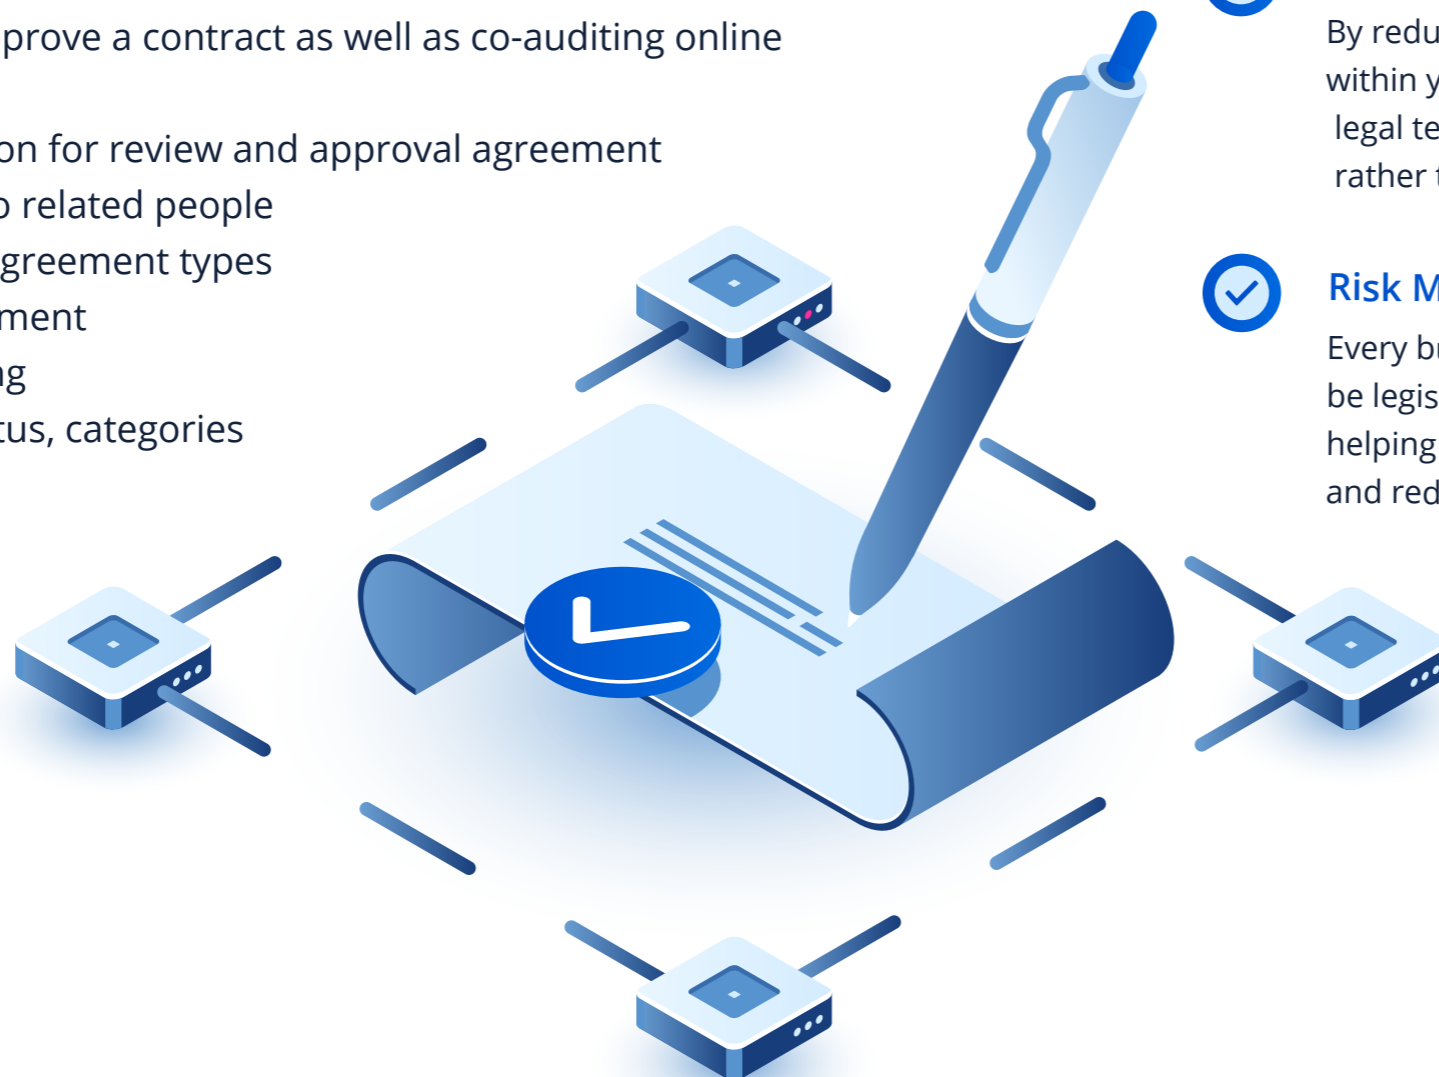 prove a contract as well as co-auditing online
on for review and approval agreement
related people
greement types
ment
tus, categories
By redu
within y
legal te
rather
Risk M
Every bu
be legis
helping
and red